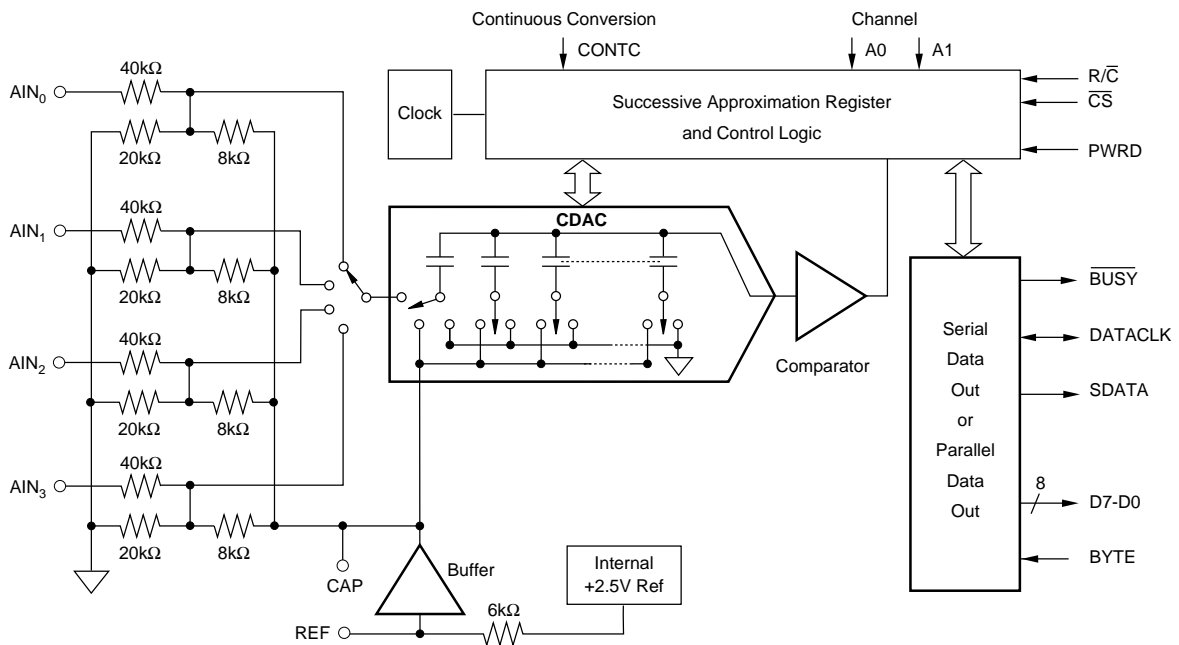 Continuous Conversion
Channel
CONTC
A0
A1
40kΩ
AIN₀
20kΩ
8kΩ
Clock
Successive Approximation Register
and Control Logic
R/C̅
C̅S̅
PWRD
40kΩ
AIN₁
20kΩ
8kΩ
CDAC
40kΩ
AIN₂
20kΩ
8kΩ
Comparator
40kΩ
AIN₃
20kΩ
8kΩ
CAP
Buffer
Internal
+2.5V Ref
6kΩ
REF
Serial
Data
Out
or
Parallel
Data
Out
B̅U̅S̅Y̅
DATACLK
SDATA
8
D7-D0
BYTE